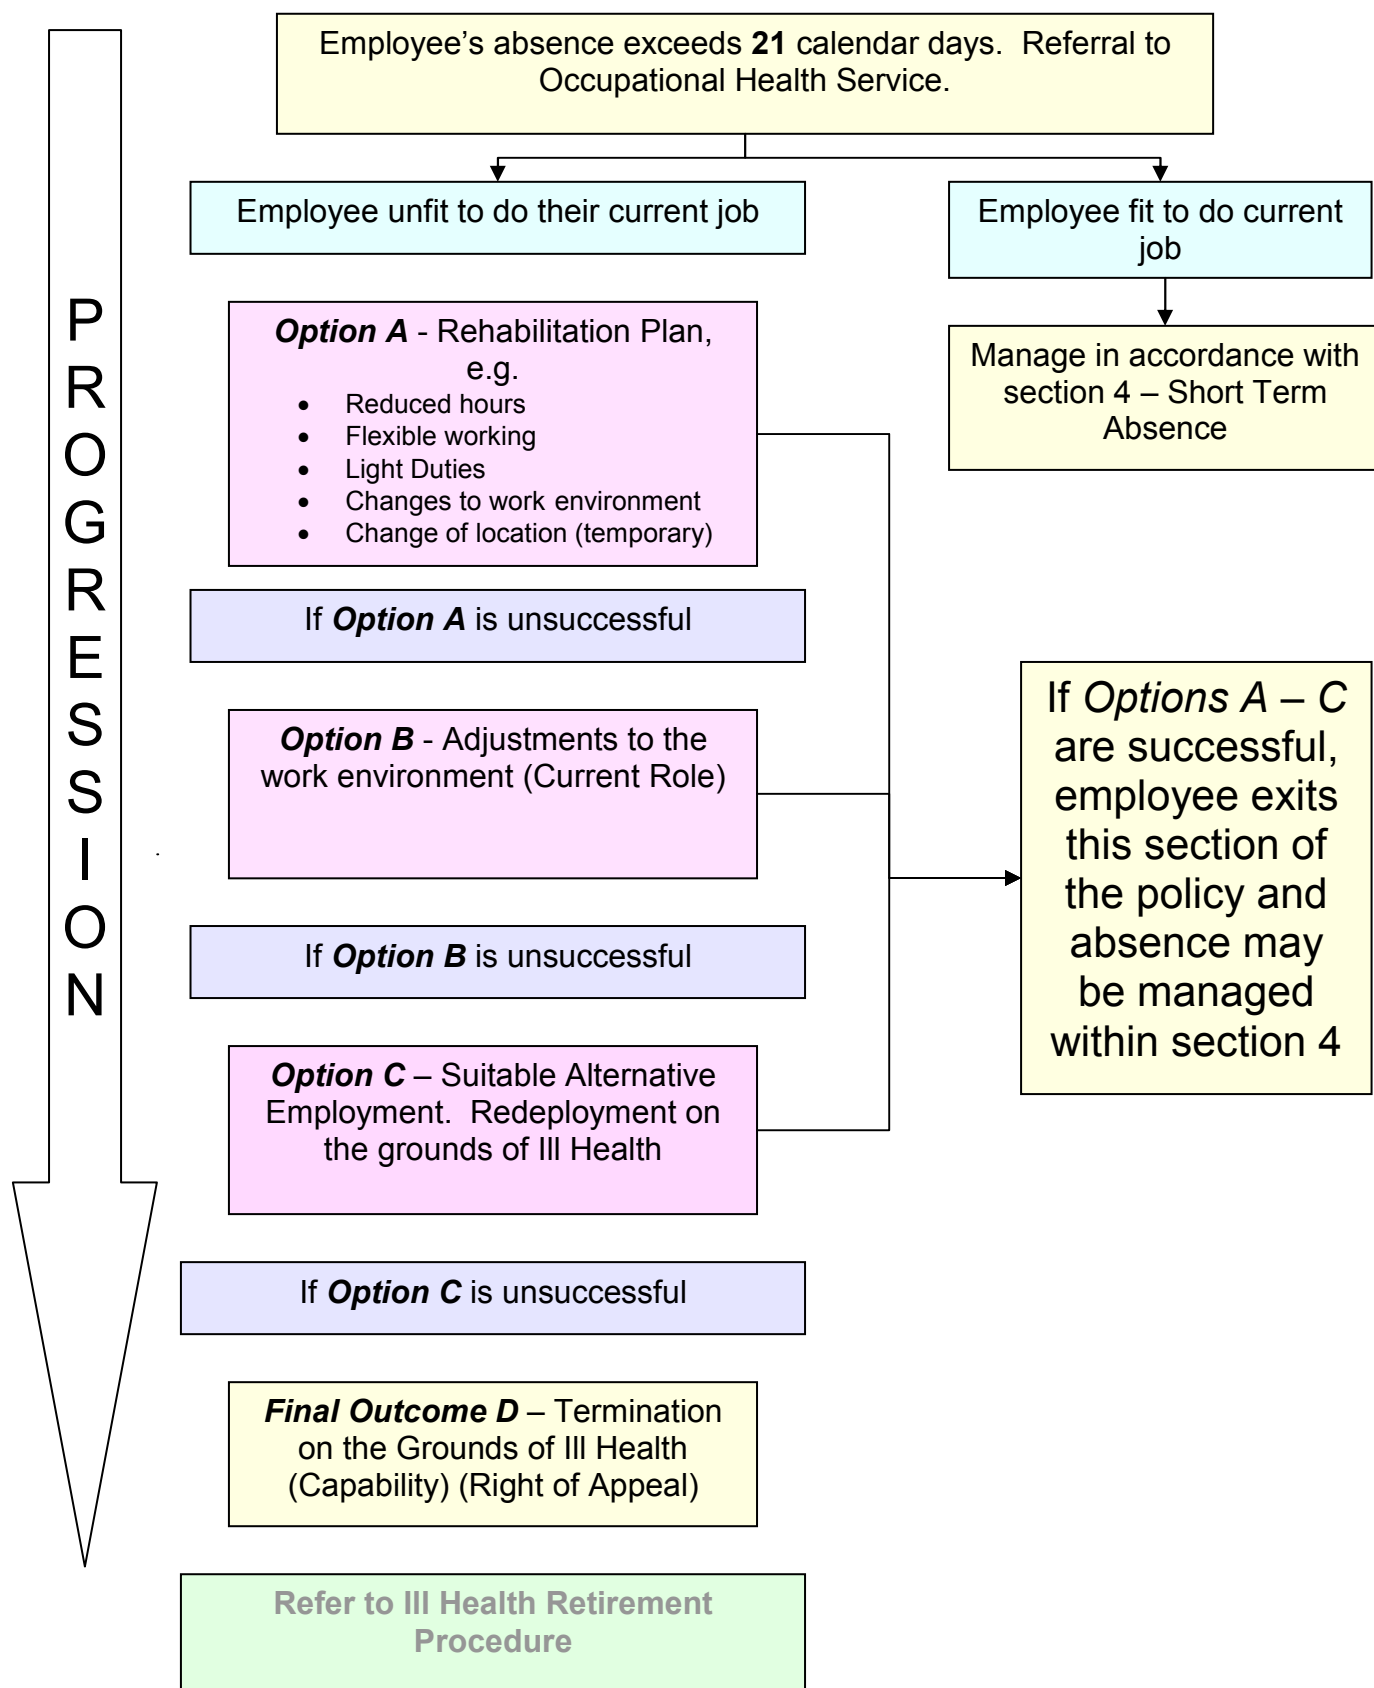 Employee’s absence exceeds 21 calendar days.  Referral to
Occupational Health Service.
Employee unfit to do their current job
Employee fit to do current
job
Manage in accordance with
section 4 – Short Term
Absence
PROGRESSION
Option A - Rehabilitation Plan,
e.g.
• Reduced hours
• Flexible working
• Light Duties
• Changes to work environment
• Change of location (temporary)
If Option A is unsuccessful
Option B - Adjustments to the
work environment (Current Role)
If Option B is unsuccessful
Option C – Suitable Alternative
Employment.  Redeployment on
the grounds of Ill Health
If Options A – C
are successful,
employee exits
this section of
the policy and
absence may
be managed
within section 4
If Option C is unsuccessful
Final Outcome D – Termination
on the Grounds of Ill Health
(Capability) (Right of Appeal)
Refer to Ill Health Retirement
Procedure